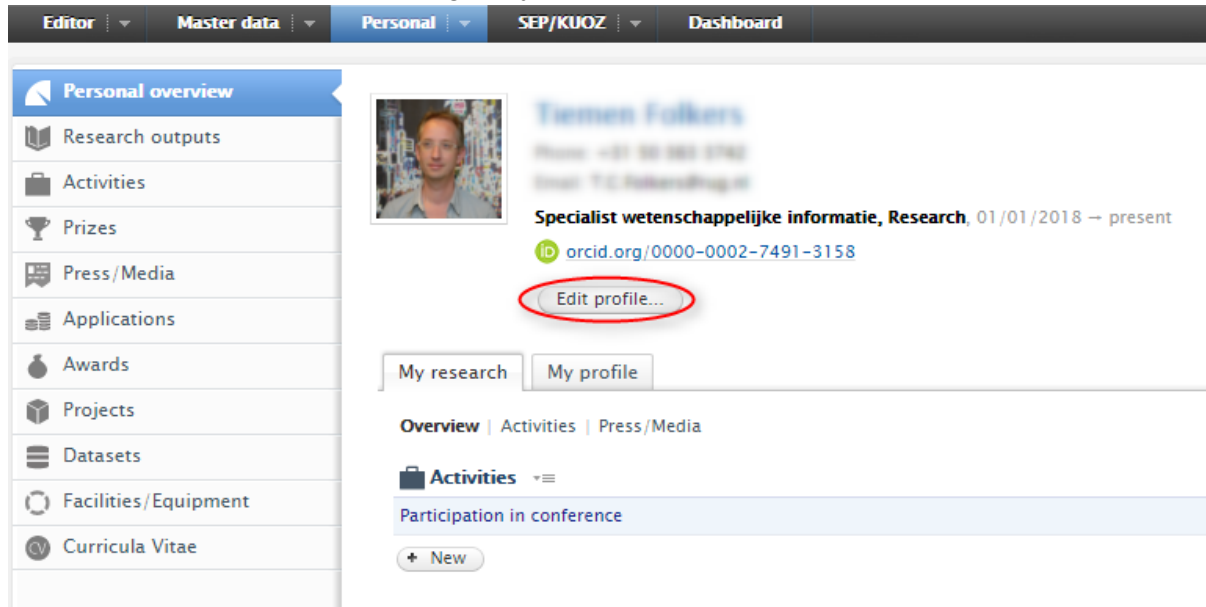 Editor Master data Personal SEP/KUOZ Dashboard
Personal overview
Research outputs
Activities
Prizes
Press/Media
Applications
Awards
Projects
Datasets
Facilities/Equipment
CV Curricula Vitae
Specialist wetenschappelijke informatie, Research, 01/01/2018 → present
iD orcid.org/0000-0002-7491-3158
Edit profile...
My research My profile
Overview | Activities | Press/Media
Activities
Participation in conference
+ New